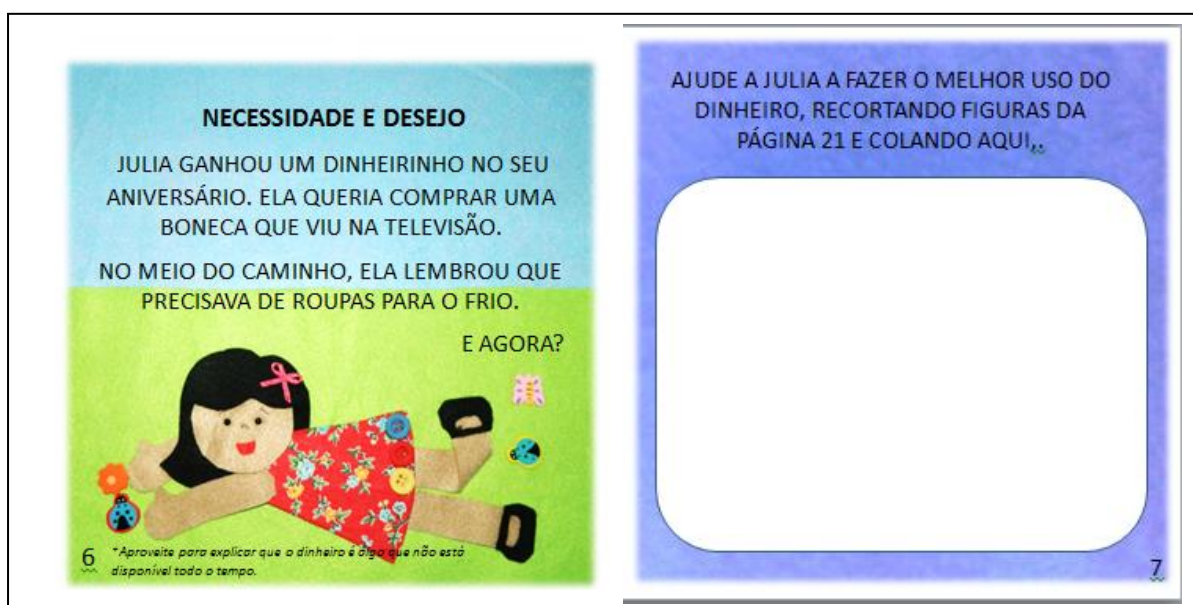 NECESSIDADE E DESEJO
JULIA GANHOU UM DINHEIRINHO NO SEU
ANIVERSÁRIO. ELA QUERIA COMPRAR UMA
BONECA QUE VIU NA TELEVISÃO.
NO MEIO DO CAMINHO, ELA LEMBROU QUE
PRECISAVA DE ROUPAS PARA O FRIO.
E AGORA?
6
*Aproveite para explicar que o dinheiro é algo que não está
disponível todo o tempo.
AJUDE A JULIA A FAZER O MELHOR USO DO
DINHEIRO, RECORTANDO FIGURAS DA
PÁGINA 21 E COLANDO AQUI,.
7